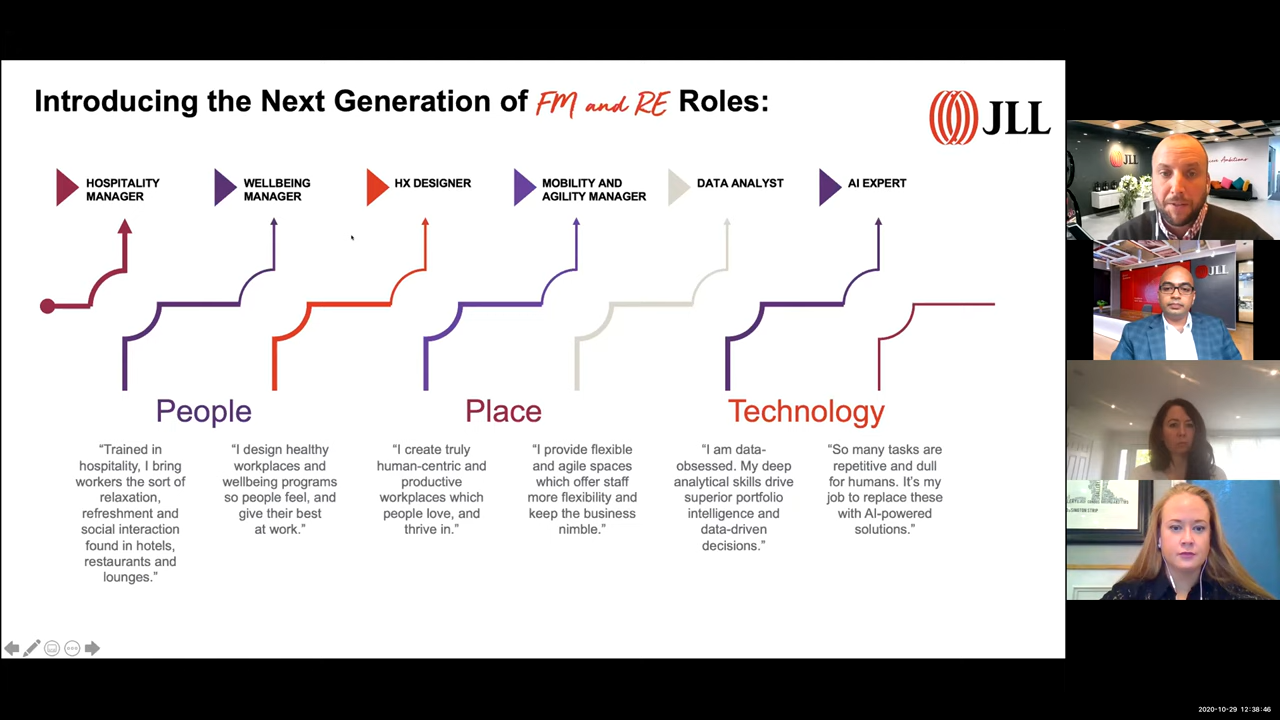 Introducing the Next Generation of FM and RE Roles:
JLL
HOSPITALITY
MANAGER
WELLBEING
MANAGER
HX DESIGNER
MOBILITY AND
AGILITY MANAGER
DATA ANALYST
AI EXPERT
People
Place
Technology
“Trained in
hospitality, I bring
workers the sort of
relaxation,
refreshment and
social interaction
found in hotels,
restaurants and
lounges.”
“I design healthy
workplaces and
wellbeing programs
so people feel, and
give their best
at work.”
“I create truly
human-centric and
productive
workplaces which
people love, and
thrive in.”
“I provide flexible
and agile spaces
which offer staff
more flexibility and
keep the business
nimble.”
“I am data-
obsessed. My deep
analytical skills drive
superior portfolio
intelligence and
data-driven
decisions.”
“So many tasks are
repetitive and dull
for humans. It’s my
job to replace these
with AI-powered
solutions.”
JLL
Ambitions
JLL
2020-10-29 12:38:46